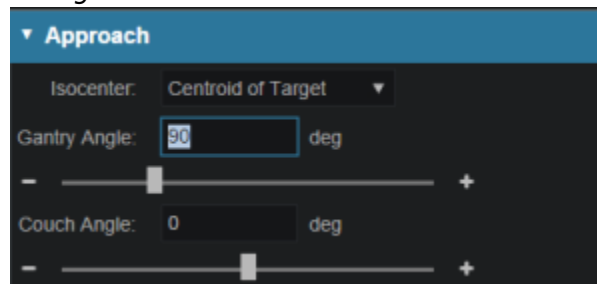 ▼ Approach
Isocenter: Centroid of Target ▼
Gantry Angle: 90 deg
- +
Couch Angle: 0 deg
- +